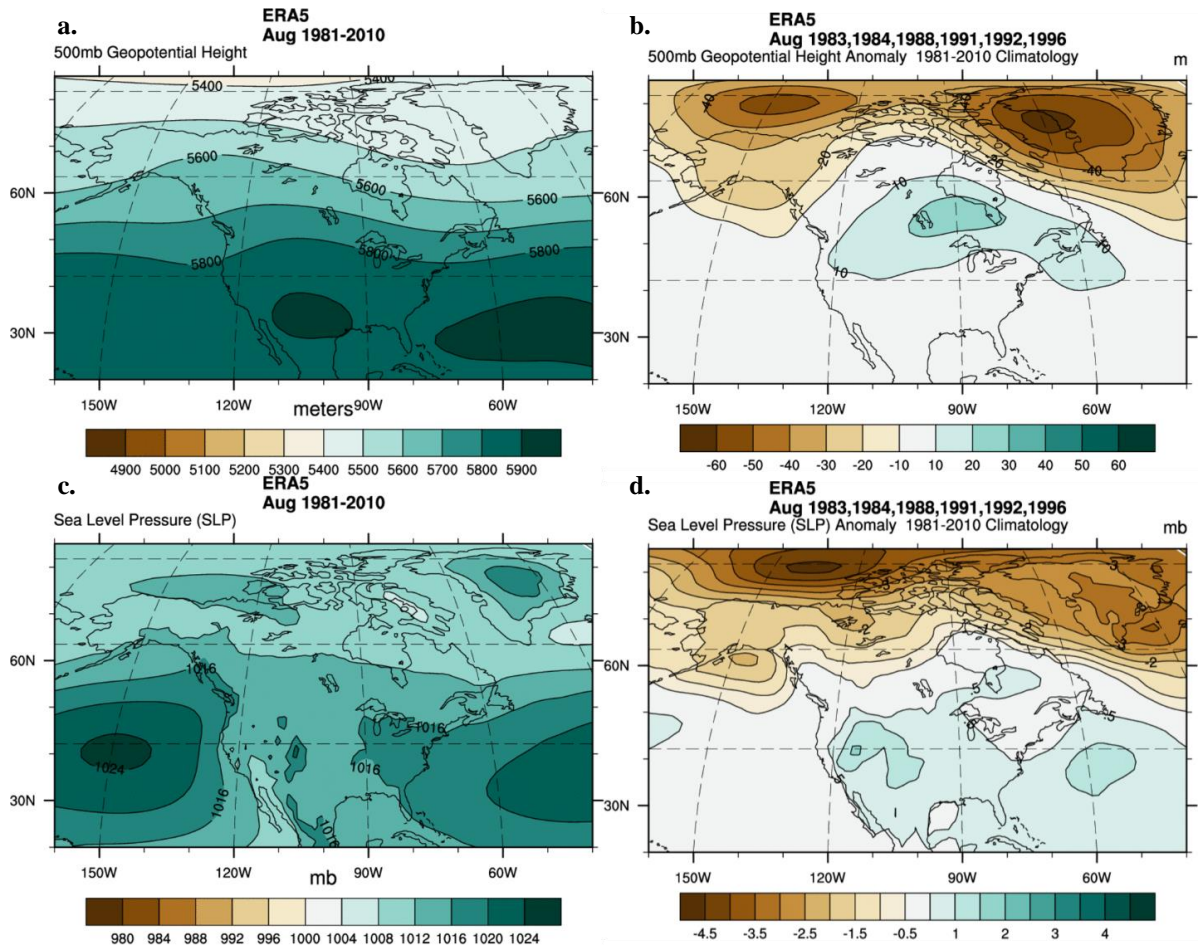 a.
ERA5
Aug 1981-2010
500mb Geopotential Height
5400
5400
5600
5600
5600
5800
5800
5800
60N
30N
150W
120W
90W
60W
meters
4900 5000 5100 5200 5300 5400 5500 5600 5700 5800 5900
b.
ERA5
Aug 1983,1984,1988,1991,1992,1996
500mb Geopotential Height Anomaly 1981-2010 Climatology
m
-40
-20
-20
-40
10
10
10
60N
30N
150W
120W
90W
60W
-60 -50 -40 -30 -20 -10 10 20 30 40 50 60
c.
ERA5
Aug 1981-2010
Sea Level Pressure (SLP)
1016
1016
1024
1016
1016
1016
60N
30N
150W
120W
90W
60W
mb
980 984 988 992 996 1000 1004 1008 1012 1016 1020 1024
d.
ERA5
Aug 1983,1984,1988,1991,1992,1996
Sea Level Pressure (SLP) Anomaly 1981-2010 Climatology
mb
-2
-2
.5
.5
60N
30N
150W
120W
90W
60W
-4.5 -3.5 -2.5 -1.5 -0.5 1 2 3 4